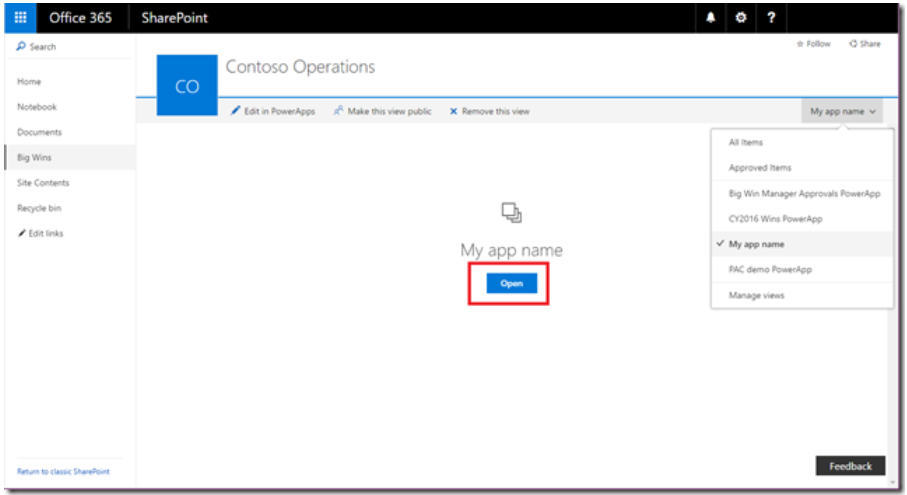 Office 365 SharePoint ?
Search
Follow Share
CO Contoso Operations
Home
Notebook
Edit in PowerApps Make this view public Remove this view My app name
Documents
Big Wins
Site Contents
Recycle bin
Edit links
All Items
Approved Items
Big Win Manager Approvals PowerApp
CY2016 Wins PowerApp
My app name
PAC demo PowerApp
Manage views
My app name
Open
Return to classic SharePoint
Feedback